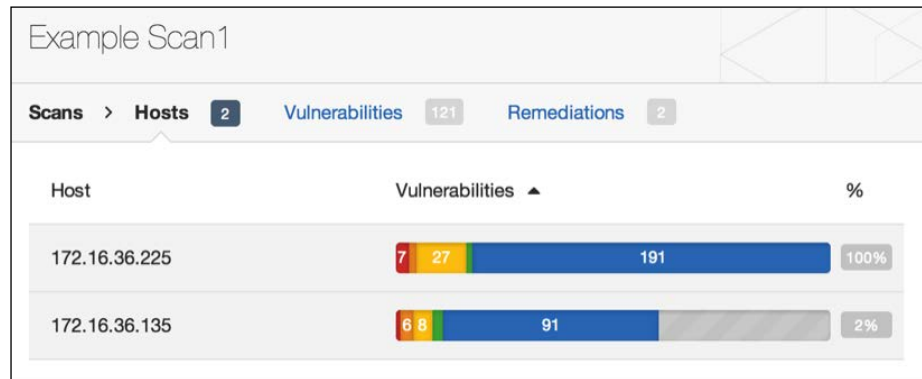 Example Scan1
Scans > Hosts 2 Vulnerabilities 121 Remediations 2
Host Vulnerabilities ▲ %
172.16.36.225 7 27 191 100%
172.16.36.135 6 8 91 2%